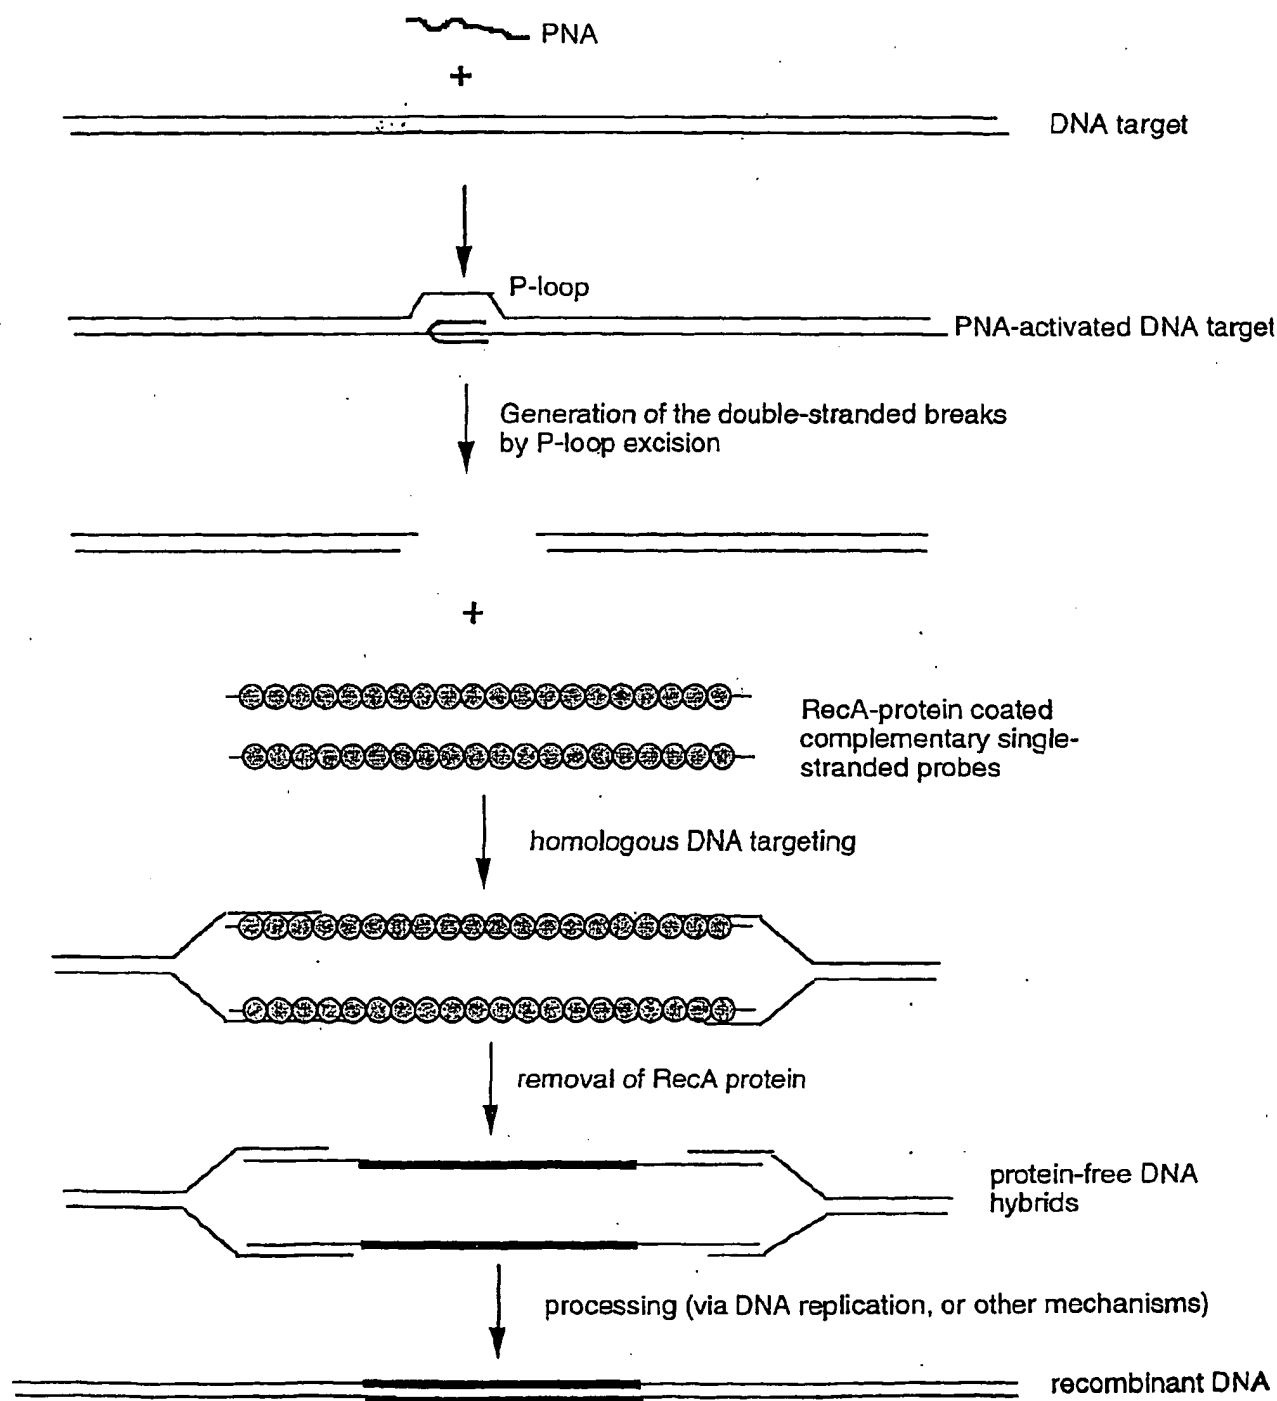 PNA
+
DNA target
P-loop
PNA-activated DNA target
Generation of the double-stranded breaks
by P-loop excision
+
RecA-protein coated
complementary single-
stranded probes
homologous DNA targeting
removal of RecA protein
protein-free DNA
hybrids
processing (via DNA replication, or other mechanisms)
recombinant DNA